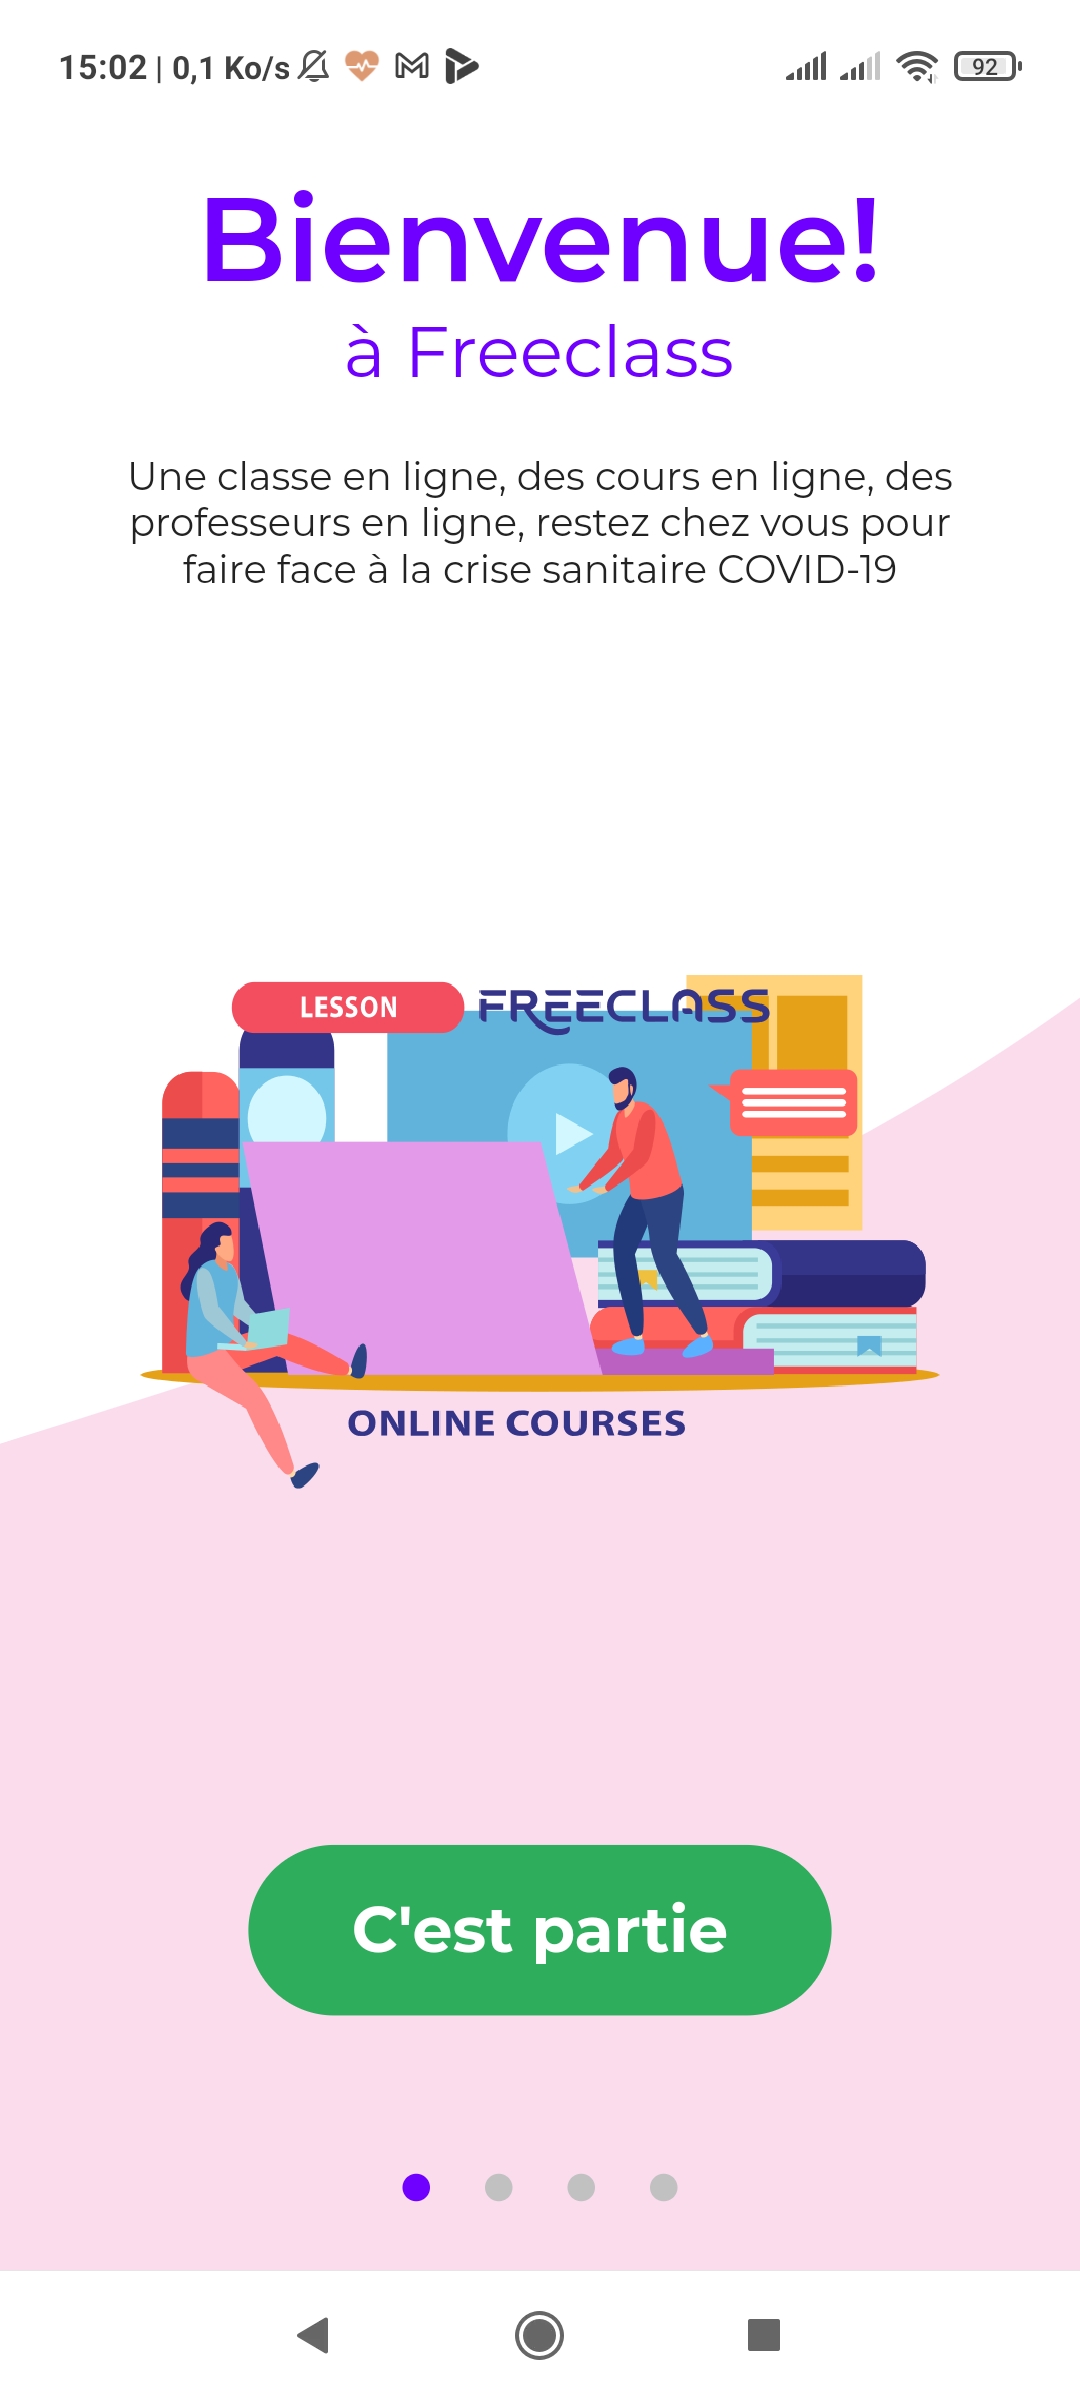 15:02 | 0,1 Ko/s
92
Bienvenue!
à Freeclass
Une classe en ligne, des cours en ligne, des
professeurs en ligne, restez chez vous pour
faire face à la crise sanitaire COVID-19
LESSON
FREECLASS
ONLINE COURSES
C'est partie